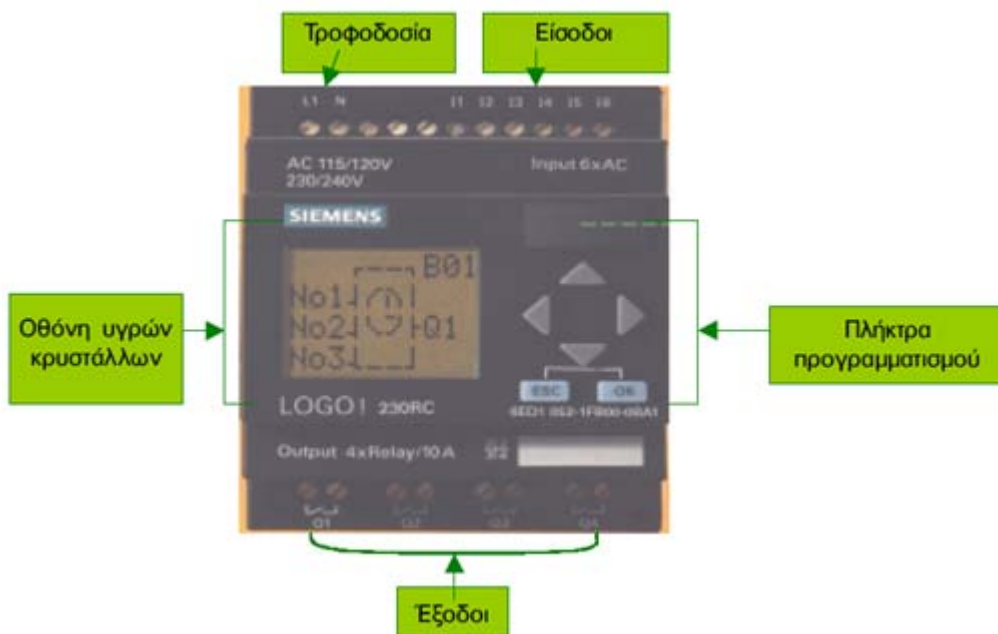 Τροφοδοσία
Είσοδοι
L1 N I1 I2 I3 I4 I5 I6
AC 115/120V
230/240V
Input 6xAC
SIEMENS
B01
No1
No2 Q1
No3
Οθόνη υγρών
κρυστάλλων
Πλήκτρα
προγραμματισμού
ESC OK
LOGO! 230RC
Output 4xRelay/10A
Q1 Q2 Q3 Q4
Έξοδοι